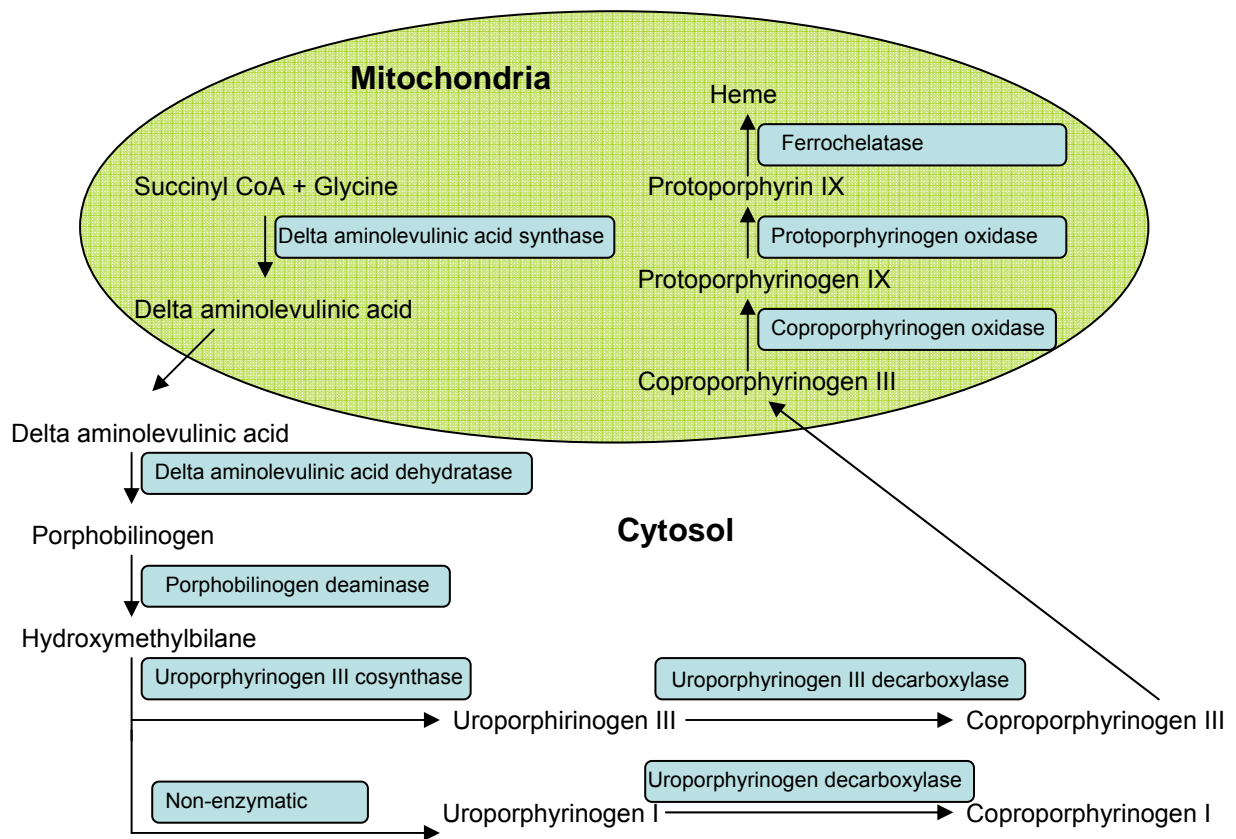 Mitochondria
Heme
Ferrochelatase
Succinyl CoA + Glycine
Protoporphyrin IX
Delta aminolevulinic acid synthase
Protoporphyrinogen oxidase
Protoporphyrinogen IX
Delta aminolevulinic acid
Coproporphyrinogen oxidase
Coproporphyrinogen III
Delta aminolevulinic acid
Delta aminolevulinic acid dehydratase
Cytosol
Porphobilinogen
Porphobilinogen deaminase
Hydroxymethylbilane
Uroporphyrinogen III cosynthase
Uroporphyrinogen III decarboxylase
Uroporphirinogen III
Coproporphyrinogen III
Uroporphyrinogen decarboxylase
Non-enzymatic
Uroporphyrinogen I
Coproporphyrinogen I